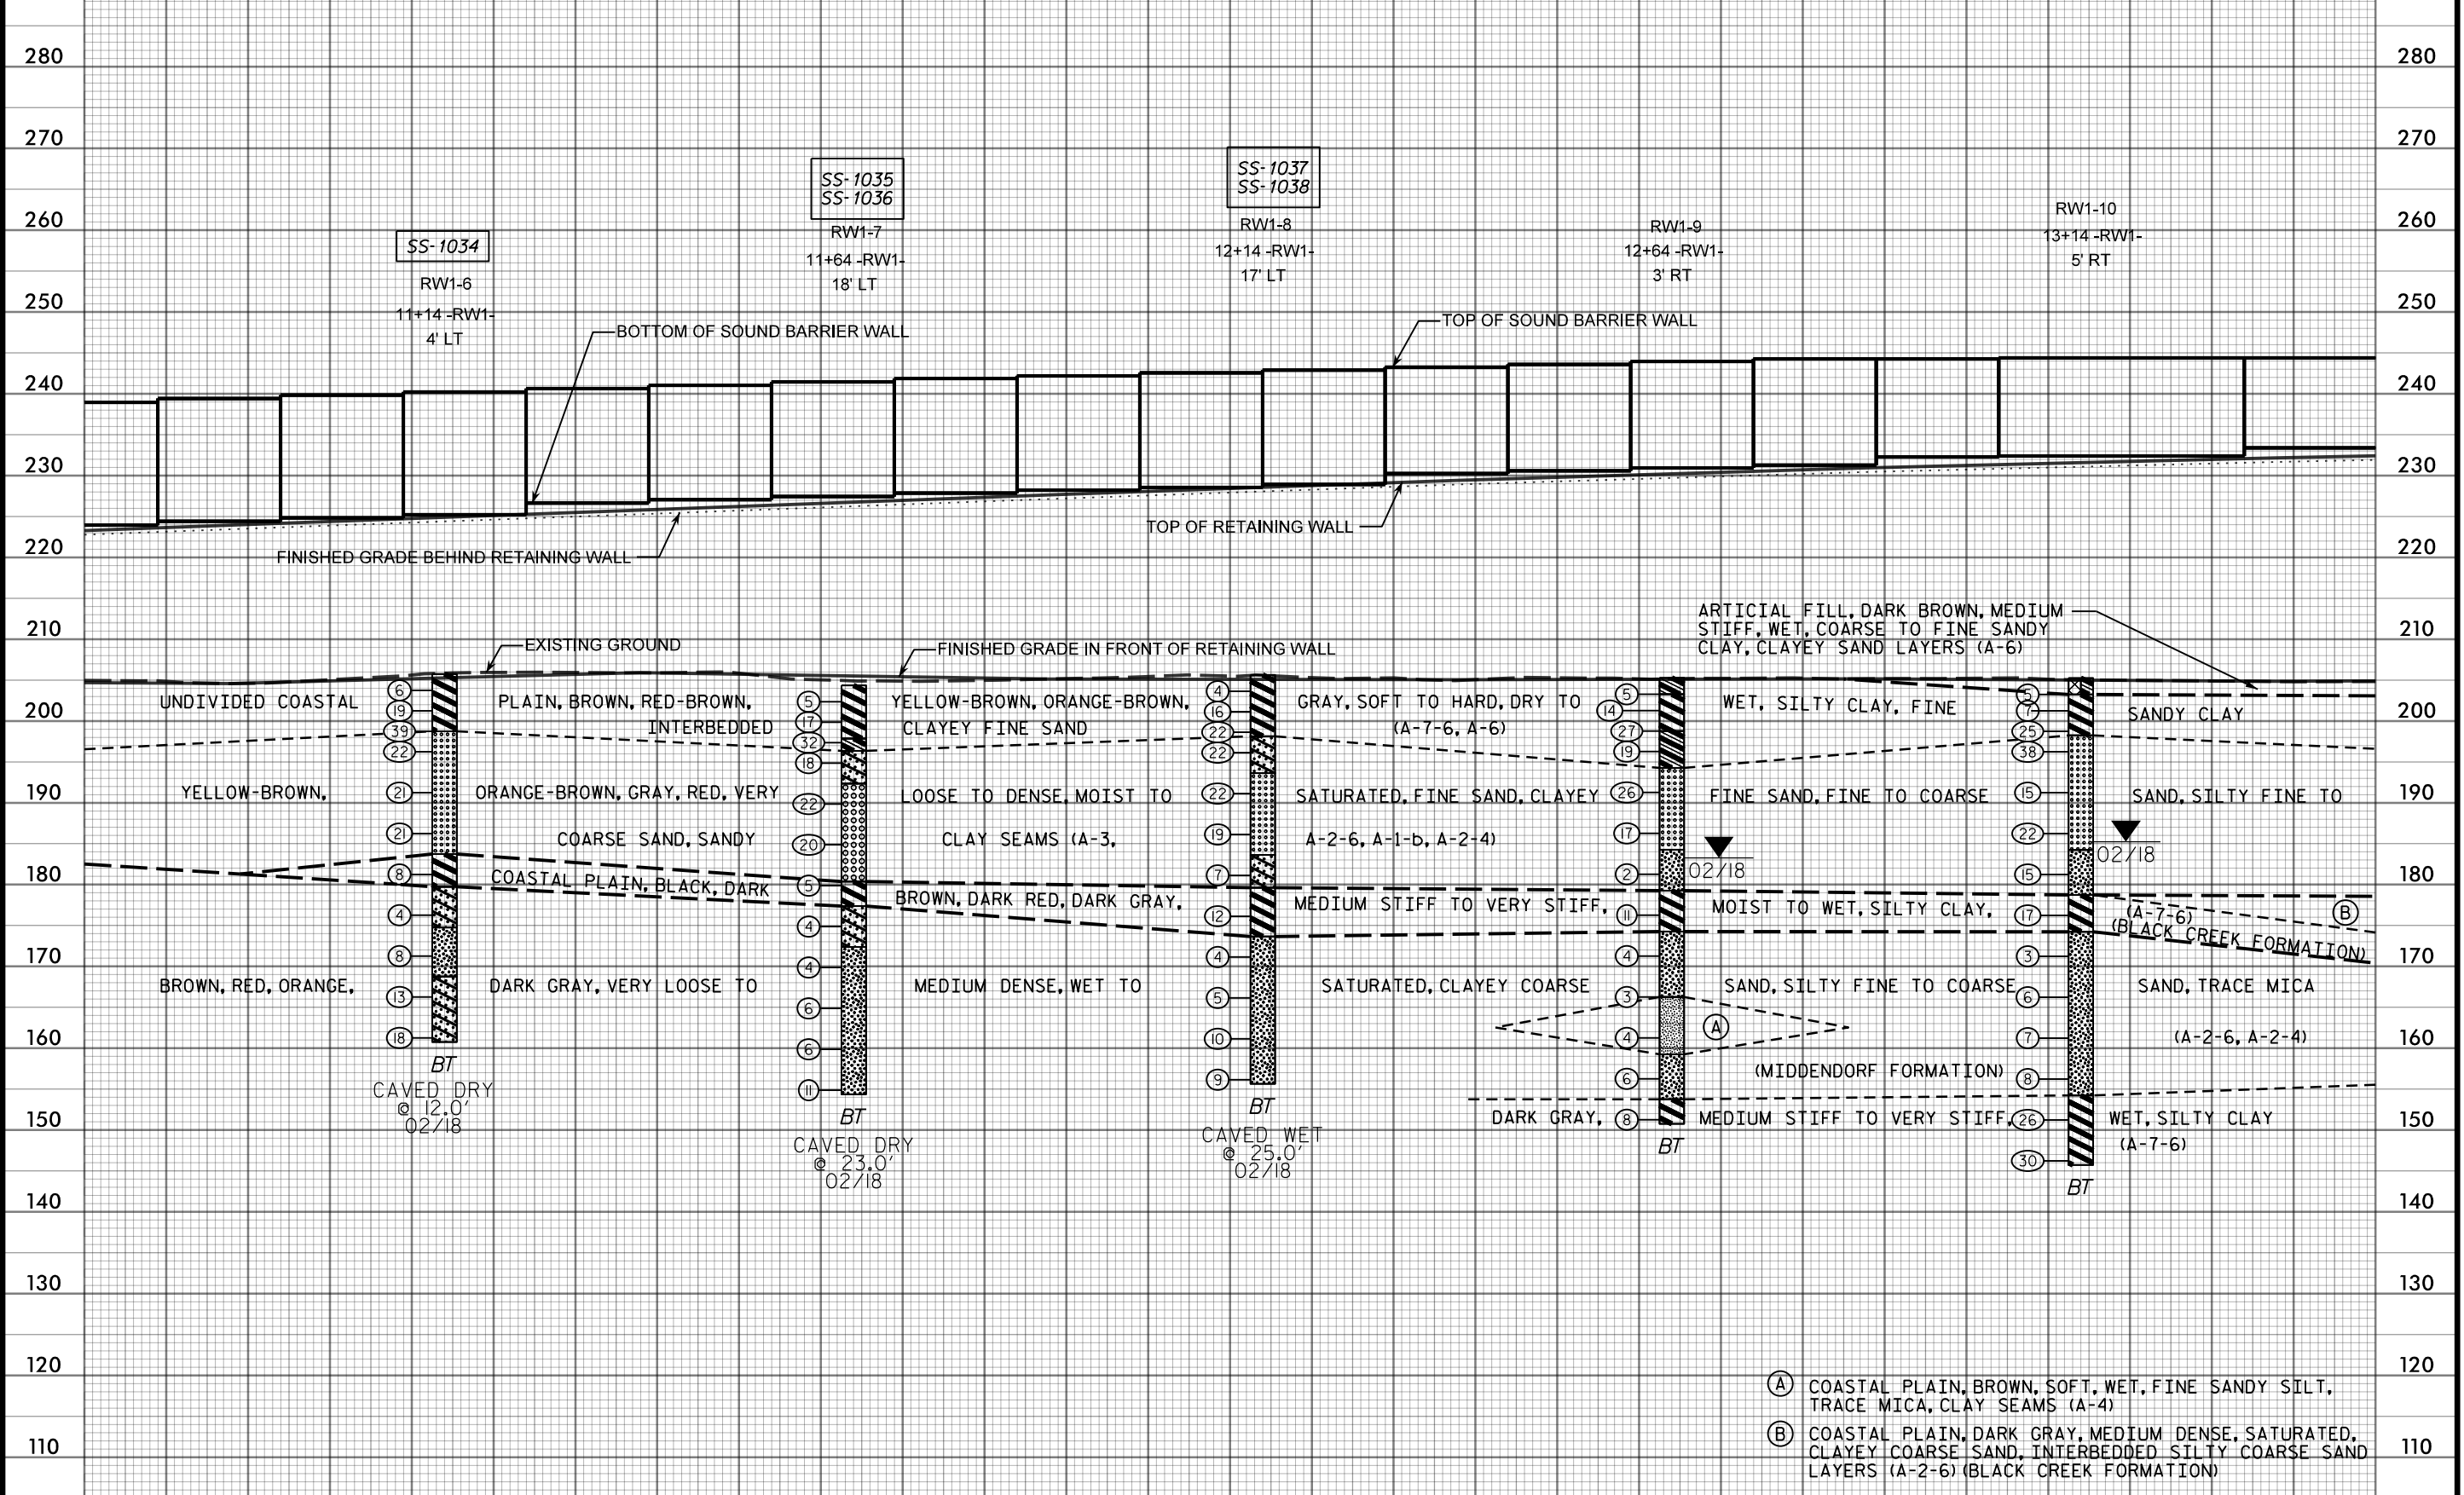 280 280
270 270
260 260
250 250
240 240
230 230
220 220
210 210
200 200
190 190
180 180
170 170
160 160
150 150
140 140
130 130
120 120
110 110
SS-1034
RW1-6
11+14 -RW1-
4' LT
SS-1035
SS-1036
RW1-7
11+64 -RW1-
18' LT
SS-1037
SS-1038
RW1-8
12+14 -RW1-
17' LT
RW1-9
12+64 -RW1-
3' RT
RW1-10
13+14 -RW1-
5' RT
BOTTOM OF SOUND BARRIER WALL
TOP OF SOUND BARRIER WALL
TOP OF RETAINING WALL
FINISHED GRADE BEHIND RETAINING WALL
ARTICIAL FILL, DARK BROWN, MEDIUM
STIFF, WET, COARSE TO FINE SANDY
CLAY, CLAYEY SAND LAYERS (A-6)
EXISTING GROUND
FINISHED GRADE IN FRONT OF RETAINING WALL
UNDIVIDED COASTAL PLAIN, BROWN, RED-BROWN, YELLOW-BROWN, ORANGE-BROWN, GRAY, SOFT TO HARD, DRY TO WET, SILTY CLAY, FINE SANDY CLAY
INTERBEDDED CLAYEY FINE SAND (A-7-6, A-6)
YELLOW-BROWN, ORANGE-BROWN, GRAY, RED, VERY LOOSE TO DENSE, MOIST TO SATURATED, FINE SAND, CLAYEY FINE SAND, FINE TO COARSE SAND, SILTY FINE TO
COARSE SAND, SANDY CLAY SEAMS (A-3, A-2-6, A-1-b, A-2-4)
COASTAL PLAIN, BLACK, DARK BROWN, DARK RED, DARK GRAY, MEDIUM STIFF TO VERY STIFF, MOIST TO WET, SILTY CLAY, (A-7-6)
(BLACK CREEK FORMATION)
B
BROWN, RED, ORANGE, DARK GRAY, VERY LOOSE TO MEDIUM DENSE, WET TO SATURATED, CLAYEY COARSE SAND, SILTY FINE TO COARSE SAND, TRACE MICA
A
(A-2-6, A-2-4)
(MIDDENDORF FORMATION)
DARK GRAY, MEDIUM STIFF TO VERY STIFF, WET, SILTY CLAY
(A-7-6)
6
19
39
22
21
21
8
4
8
13
18
BT
CAVED DRY
@ 12.0'
02/18
5
17
32
18
22
20
5
4
4
6
6
11
BT
CAVED DRY
@ 23.0'
02/18
4
16
22
22
22
19
7
12
4
5
10
9
BT
CAVED WET
@ 25.0'
02/18
5
14
27
19
26
17
2
11
4
3
4
6
8
BT
02/18
5
7
25
38
15
22
15
17
3
6
7
8
26
30
BT
02/18
A COASTAL PLAIN, BROWN, SOFT, WET, FINE SANDY SILT,
TRACE MICA, CLAY SEAMS (A-4)
B COASTAL PLAIN, DARK GRAY, MEDIUM DENSE, SATURATED,
CLAYEY COARSE SAND, INTERBEDDED SILTY COARSE SAND
LAYERS (A-2-6) (BLACK CREEK FORMATION)